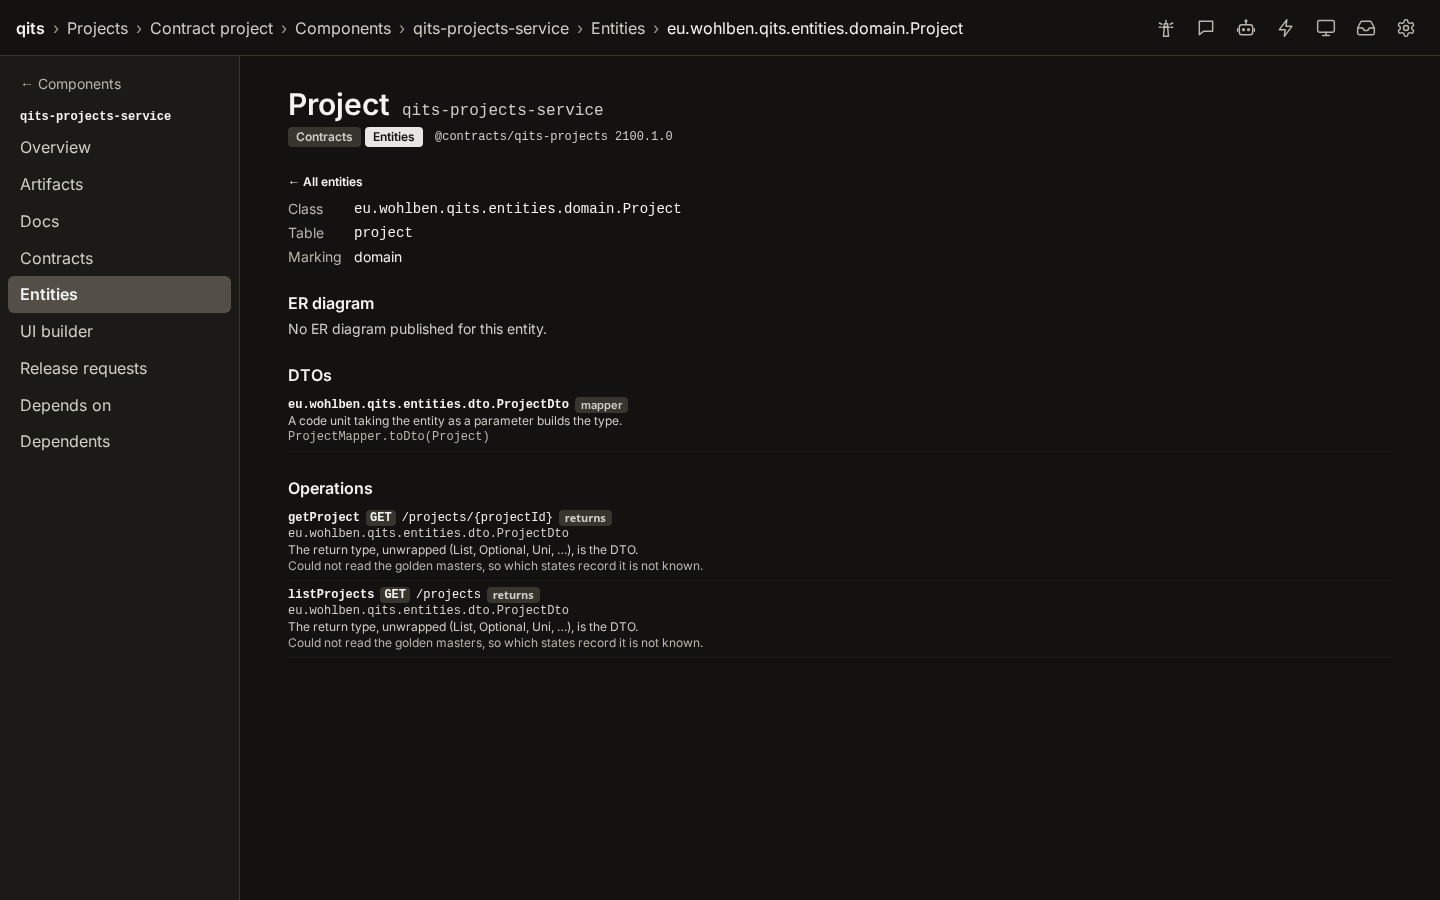 qits › Projects › Contract project › Components › qits-projects-service › Entities › eu.wohlben.qits.entities.domain.Project
← Components
qits-projects-service
Overview
Artifacts
Docs
Contracts
Entities
UI builder
Release requests
Depends on
Dependents
Project qits-projects-service
Contracts Entities @contracts/qits-projects 2100.1.0
← All entities
Class eu.wohlben.qits.entities.domain.Project
Table project
Marking domain
ER diagram
No ER diagram published for this entity.
DTOs
eu.wohlben.qits.entities.dto.ProjectDto mapper
A code unit taking the entity as a parameter builds the type.
ProjectMapper.toDto(Project)
Operations
getProject GET /projects/{projectId} returns
eu.wohlben.qits.entities.dto.ProjectDto
The return type, unwrapped (List, Optional, Uni, …), is the DTO.
Could not read the golden masters, so which states record it is not known.
listProjects GET /projects returns
eu.wohlben.qits.entities.dto.ProjectDto
The return type, unwrapped (List, Optional, Uni, …), is the DTO.
Could not read the golden masters, so which states record it is not known.